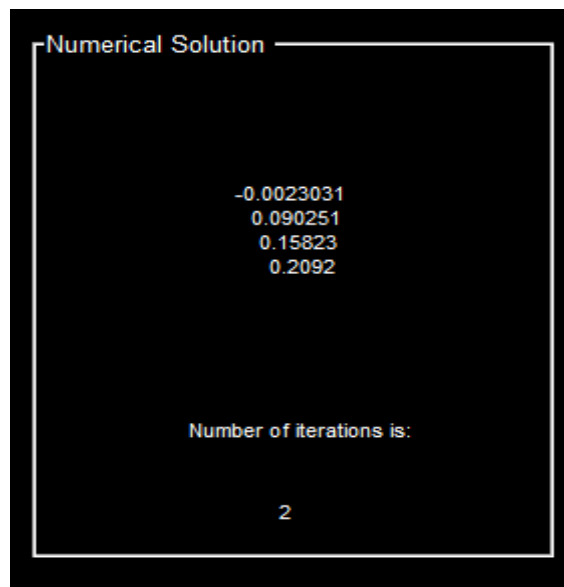 Numerical Solution
-0.0023031
0.090251
0.15823
0.2092
Number of iterations is:
2